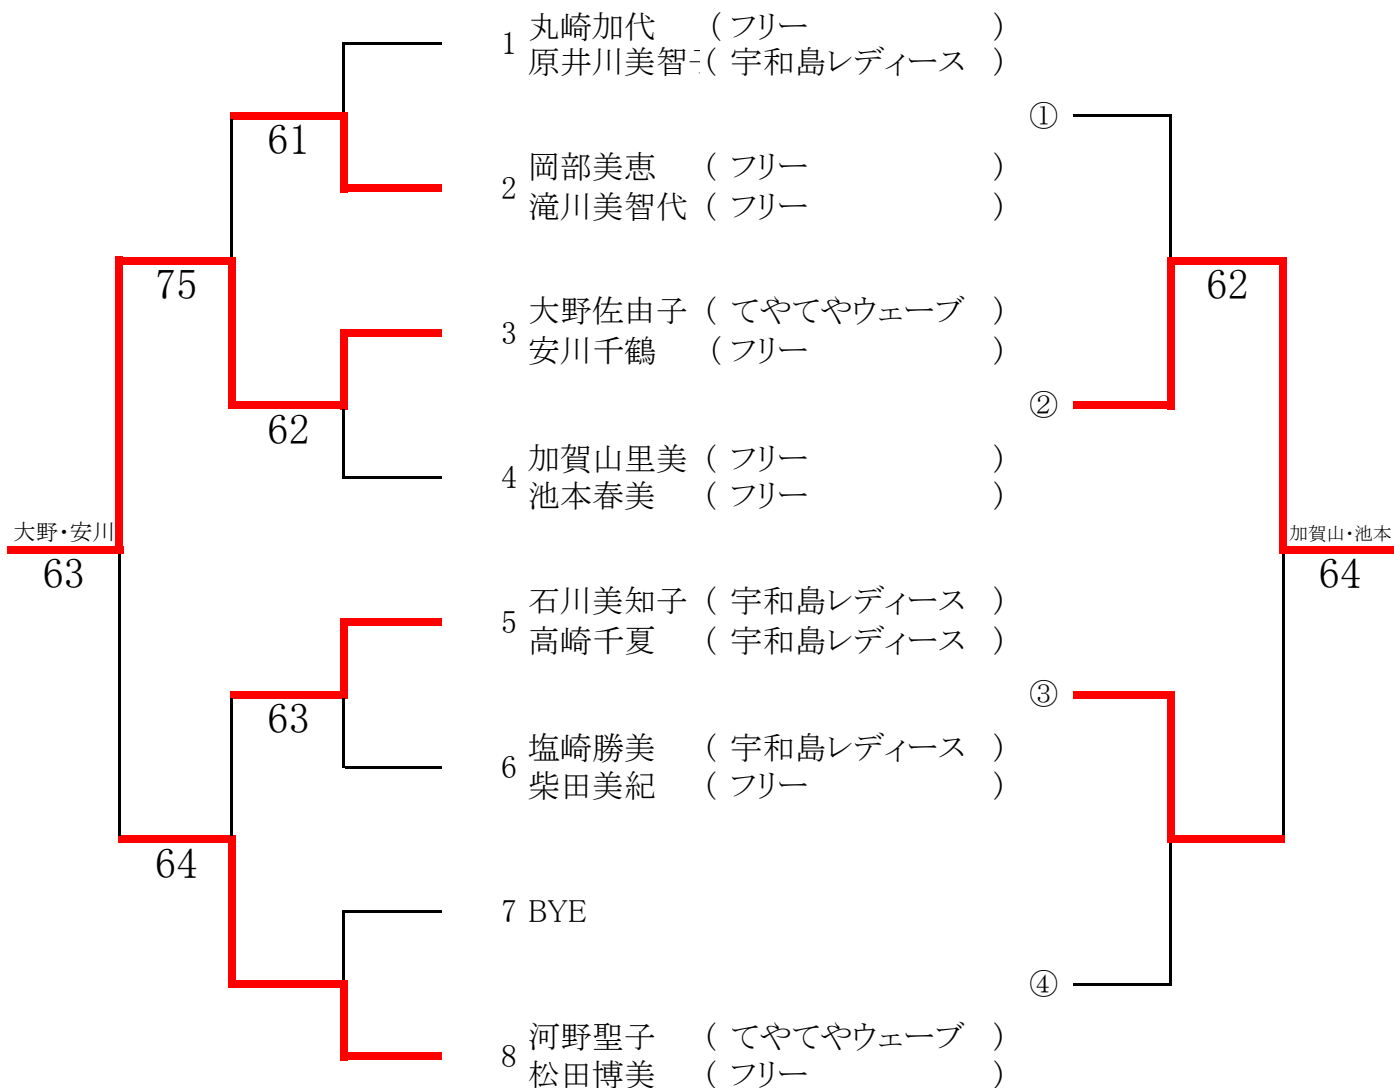 1 丸崎加代 ( フリー )
原井川美智 ( 宇和島レディース )
①
61
2 岡部美恵 ( フリー )
滝川美智代 ( フリー )
75
62
3 大野佐由子 ( てやてやウェーブ )
安川千鶴 ( フリー )
②
62
4 加賀山里美 ( フリー )
池本春美 ( フリー )
大野・安川
63
加賀山・池本
64
5 石川美知子 ( 宇和島レディース )
高崎千夏 ( 宇和島レディース )
③
63
6 塩崎勝美 ( 宇和島レディース )
柴田美紀 ( フリー )
64
7 BYE
④
8 河野聖子 ( てやてやウェーブ )
松田博美 ( フリー )